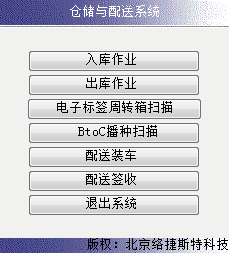 仓储与配送系统
入库作业
出库作业
电子标签周转箱扫描
BtoC播种扫描
配送装车
配送签收
退出系统
版权：北京络捷斯特科技